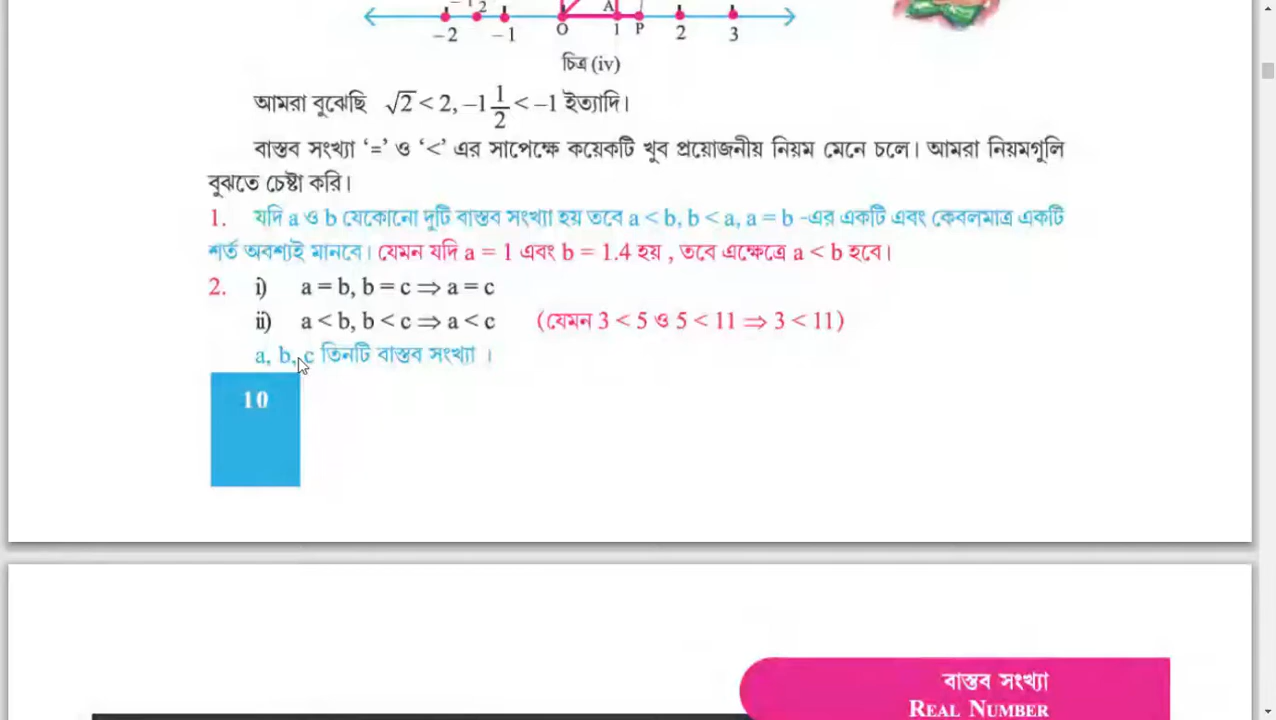 2
A
-2 -1 O 1 P 2 3
চিত্র (iv)
আমরা বুঝেছি √2 < 2, –1 1/2 < –1 ইত্যাদি।
বাস্তব সংখ্যা ‘=’ ও ‘<’ এর সাপেক্ষে কয়েকটি খুব প্রয়োজনীয় নিয়ম মেনে চলে। আমরা নিয়মগুলি
বুঝতে চেষ্টা করি।
1. যদি a ও b যেকোনো দুটি বাস্তব সংখ্যা হয় তবে a < b, b < a, a = b -এর একটি এবং কেবলমাত্র একটি
শর্ত অবশ্যই মানবে। যেমন যদি a = 1 এবং b = 1.4 হয় , তবে এক্ষেত্রে a < b হবে।
2. i) a = b, b = c ⇒ a = c
ii) a < b, b < c ⇒ a < c (যেমন 3 < 5 ও 5 < 11 ⇒ 3 < 11)
a, b, c তিনটি বাস্তব সংখ্যা ।
10
বাস্তব সংখ্যা
REAL NUMBER